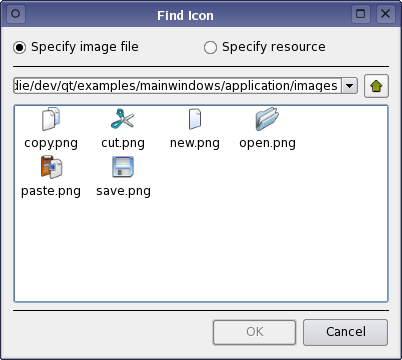 Find Icon
Specify image file Specify resource
/dev/qt/examples/mainwindows/application/images
copy.png cut.png new.png open.png
paste.png save.png
OK Cancel